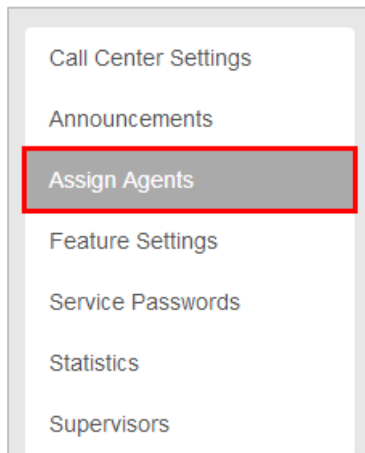 Call Center Settings
Announcements
Assign Agents
Feature Settings
Service Passwords
Statistics
Supervisors